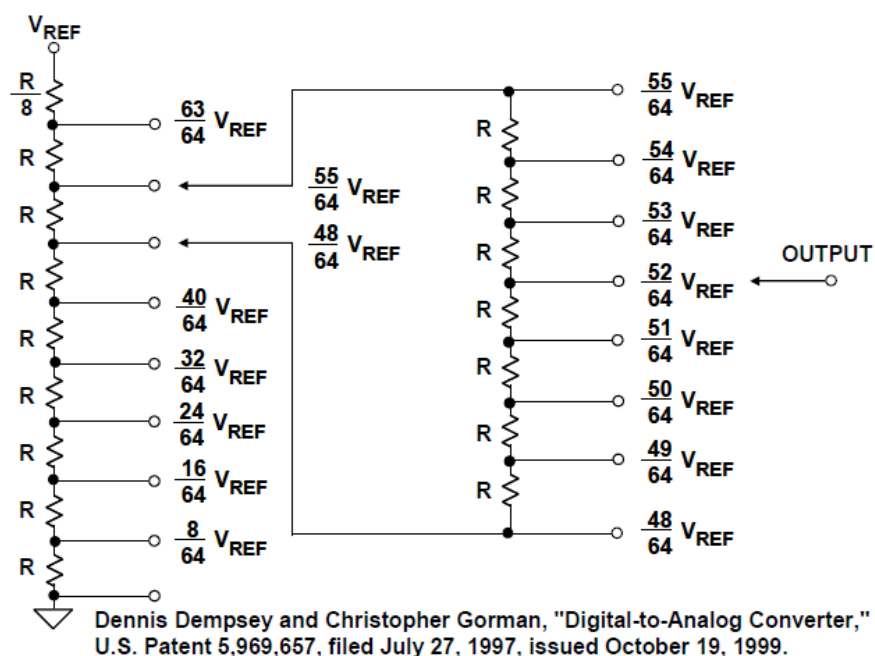 VREF
R
8
63
64 VREF
R
R
55
64 VREF
48
64 VREF
R
40
64 VREF
R
32
64 VREF
R
24
64 VREF
R
16
64 VREF
R
8
64 VREF
R
55
64 VREF
R
54
64 VREF
R
53
64 VREF
R
52
64 VREF
OUTPUT
R
51
64 VREF
R
50
64 VREF
R
49
64 VREF
R
48
64 VREF
Dennis Dempsey and Christopher Gorman, "Digital-to-Analog Converter,"
U.S. Patent 5,969,657, filed July 27, 1997, issued October 19, 1999.